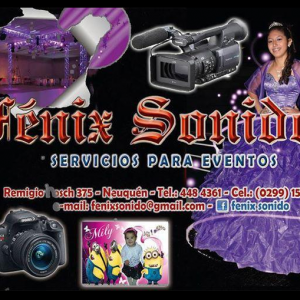 fénix Sonido
SERVICIOS PARA EVENTOS
Remigio Bosch 375 - Neuquén - Tel.: 448 4361 - Cel.: (0299) 15
e-mail: fenixsonido@gmail.com - f fenix sonido
Mily